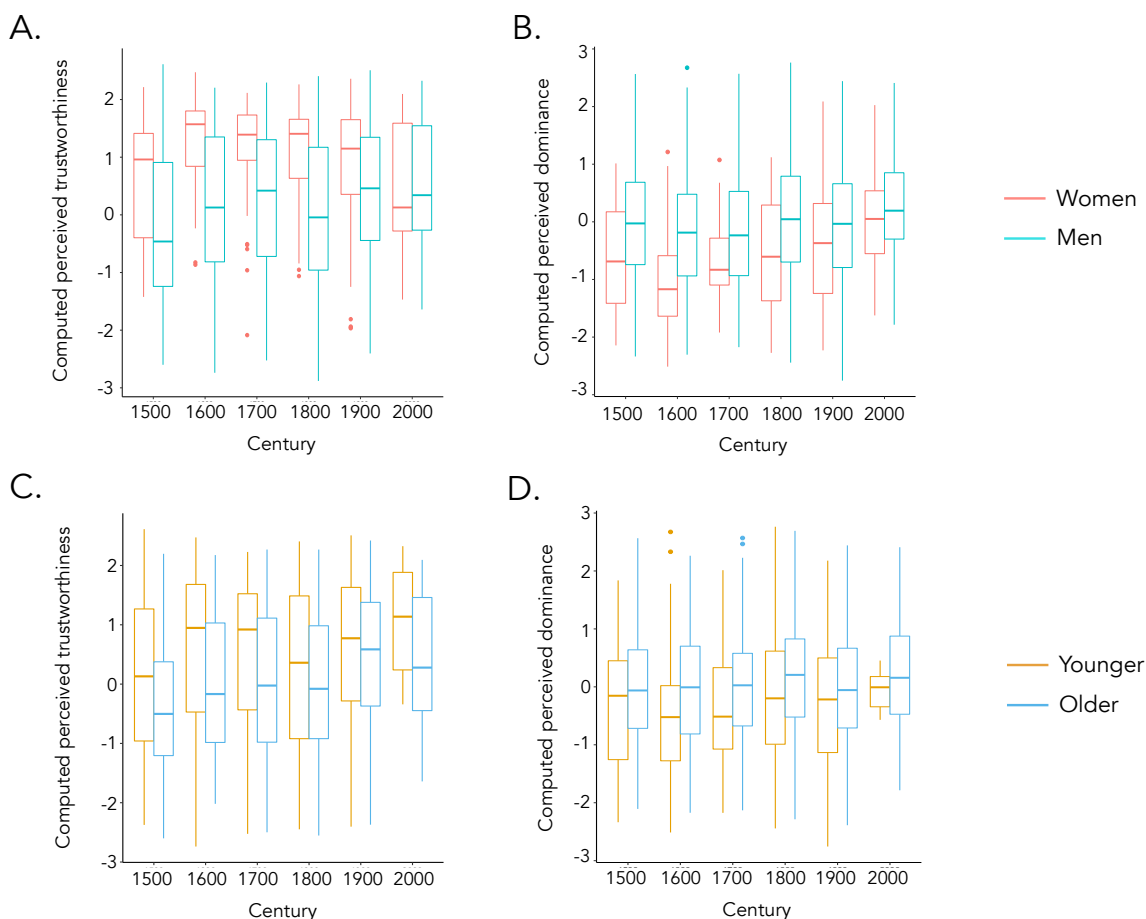 A.
Computed perceived trustworthiness
2
1
0
-1
-2
-3
1500 1600 1700 1800 1900 2000
Century
B.
Computed perceived dominance
3
2
1
0
-1
-2
-3
1500 1600 1700 1800 1900 2000
Century
Women
Men
C.
Computed perceived trustworthiness
2
1
0
-1
-2
-3
1500 1600 1700 1800 1900 2000
Century
D.
Computed perceived dominance
3
2
1
0
-1
-2
-3
1500 1600 1700 1800 1900 2000
Century
Younger
Older